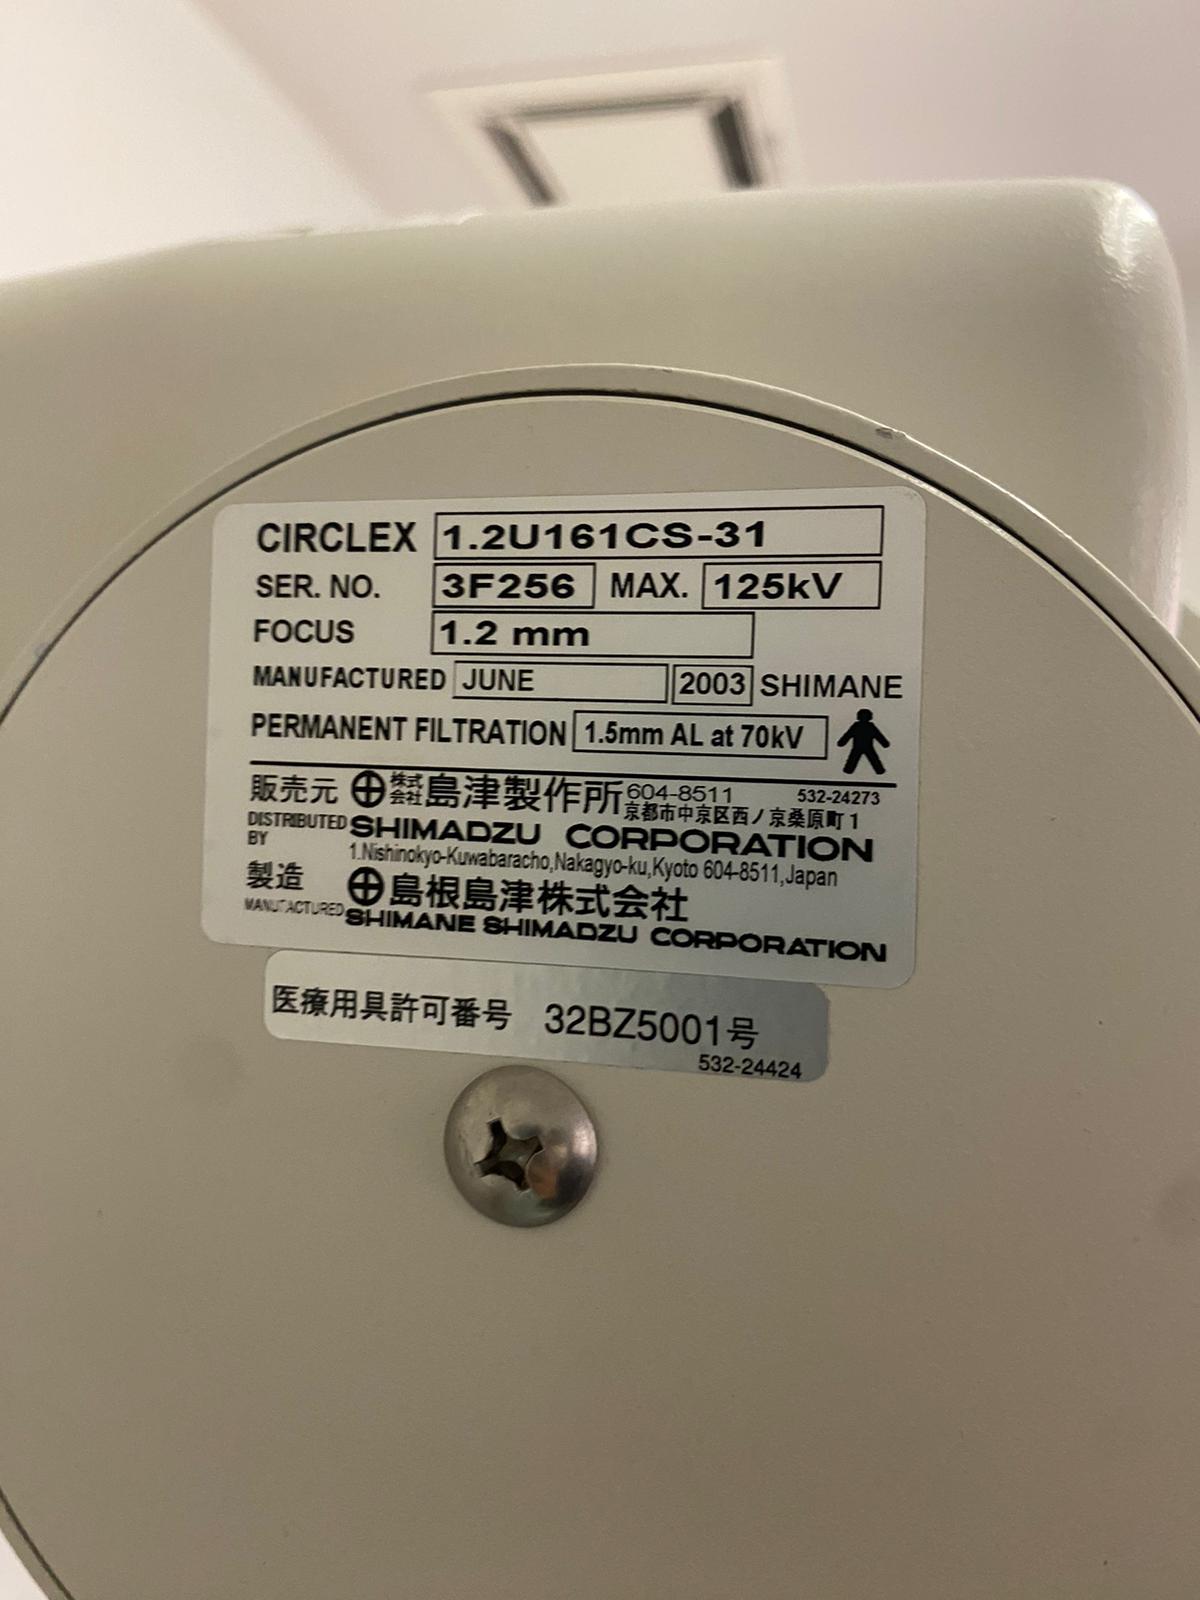 CIRCLEX 1.2U161CS-31
SER. NO. 3F256 MAX. 125kV
FOCUS 1.2 mm
MANUFACTURED JUNE 2003 SHIMANE
PERMANENT FILTRATION 1.5mm AL at 70kV
532-24273
販売元 株式会社 島津製作所 604-8511
京都市中京区西ノ京桑原町1
DISTRIBUTED BY SHIMADZU CORPORATION
1.Nishinokyo-Kuwabaracho,Nakagyo-ku,Kyoto 604-8511,Japan
製造 島根島津株式会社
MANUFACTURED SHIMANE SHIMADZU CORPORATION
医療用具許可番号 32BZ5001号
532-24424